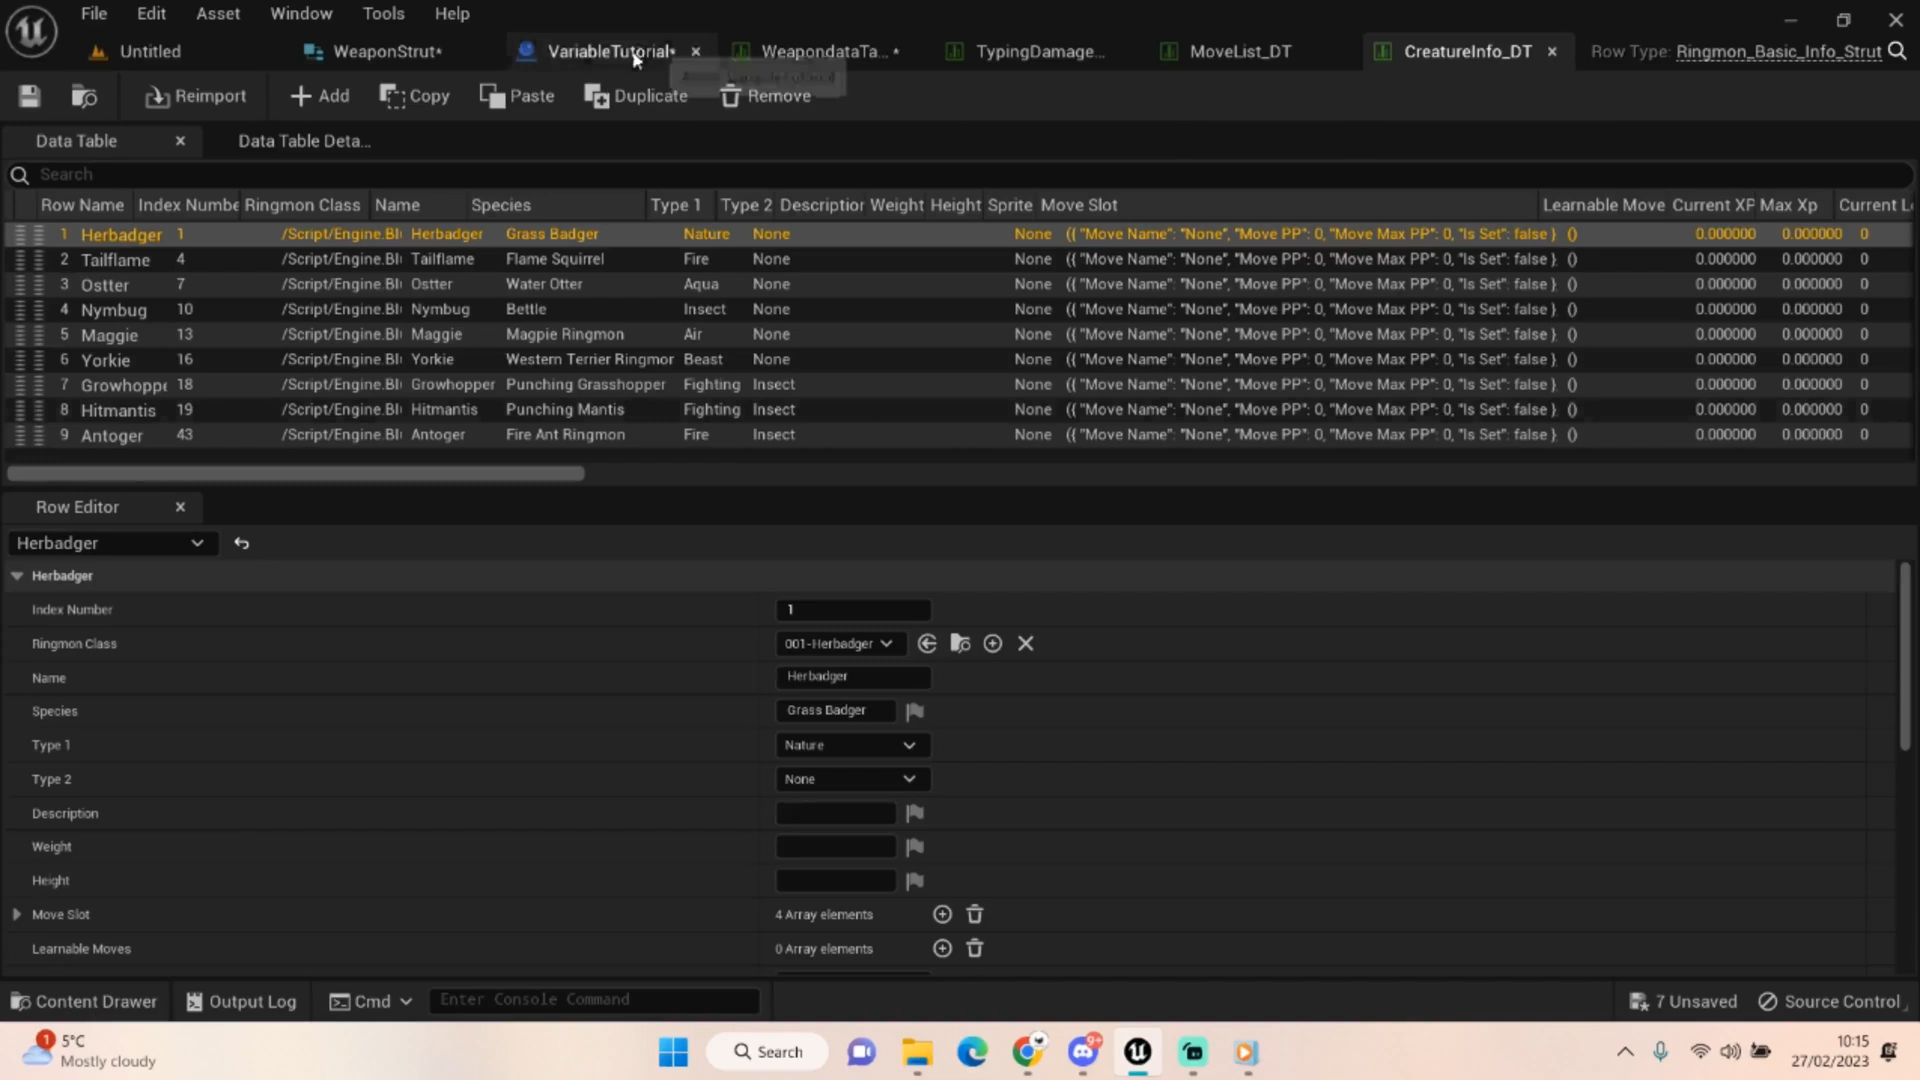 File Edit Asset Window Tools Help
Untitled WeaponStrut* VariableTutorial* WeapondataTa... * TypingDamage... MoveList_DT CreatureInfo_DT Row Type: Ringmon_Basic_Info_Strut
Reimport Add Copy Paste Duplicate Remove
Data Table Data Table Deta...
Search
Row Name Index Numbe Ringmon Class Name Species Type 1 Type 2 Description Weight Height Sprite Move Slot Learnable Move Current XP Max Xp Current L
1 Herbadger 1 /Script/Engine.Bl Herbadger Grass Badger Nature None None (( "Move Name": "None", "Move PP": 0, "Move Max PP": 0, "Is Set": false } () 0.000000 0.000000 0
2 Tailflame 4 /Script/Engine.Bl Tailflame Flame Squirrel Fire None None (( "Move Name": "None", "Move PP": 0, "Move Max PP": 0, "Is Set": false } () 0.000000 0.000000 0
3 Ostter 7 /Script/Engine.Bl Ostter Water Otter Aqua None None (( "Move Name": "None", "Move PP": 0, "Move Max PP": 0, "Is Set": false } () 0.000000 0.000000 0
4 Nymbug 10 /Script/Engine.Bl Nymbug Bettle Insect None None (( "Move Name": "None", "Move PP": 0, "Move Max PP": 0, "Is Set": false } () 0.000000 0.000000 0
5 Maggie 13 /Script/Engine.Bl Maggie Magpie Ringmon Air None None (( "Move Name": "None", "Move PP": 0, "Move Max PP": 0, "Is Set": false } () 0.000000 0.000000 0
6 Yorkie 16 /Script/Engine.Bl Yorkie Western Terrier Ringmor Beast None None (( "Move Name": "None", "Move PP": 0, "Move Max PP": 0, "Is Set": false } () 0.000000 0.000000 0
7 Growhoppe 18 /Script/Engine.Bl Growhopper Punching Grasshopper Fighting Insect None (( "Move Name": "None", "Move PP": 0, "Move Max PP": 0, "Is Set": false } () 0.000000 0.000000 0
8 Hitmantis 19 /Script/Engine.Bl Hitmantis Punching Mantis Fighting Insect None (( "Move Name": "None", "Move PP": 0, "Move Max PP": 0, "Is Set": false } () 0.000000 0.000000 0
9 Antoger 43 /Script/Engine.Bl Antoger Fire Ant Ringmon Fire Insect None (( "Move Name": "None", "Move PP": 0, "Move Max PP": 0, "Is Set": false } () 0.000000 0.000000 0
Row Editor
Herbadger
Herbadger
Index Number 1
Ringmon Class 001-Herbadger
Name Herbadger
Species Grass Badger
Type 1 Nature
Type 2 None
Description
Weight
Height
Move Slot 4 Array elements
Learnable Moves 0 Array elements
Content Drawer Output Log Cmd Enter Console Command 7 Unsaved Source Control
1 5°C Search 9+ 10:15
Mostly cloudy 27/02/2023